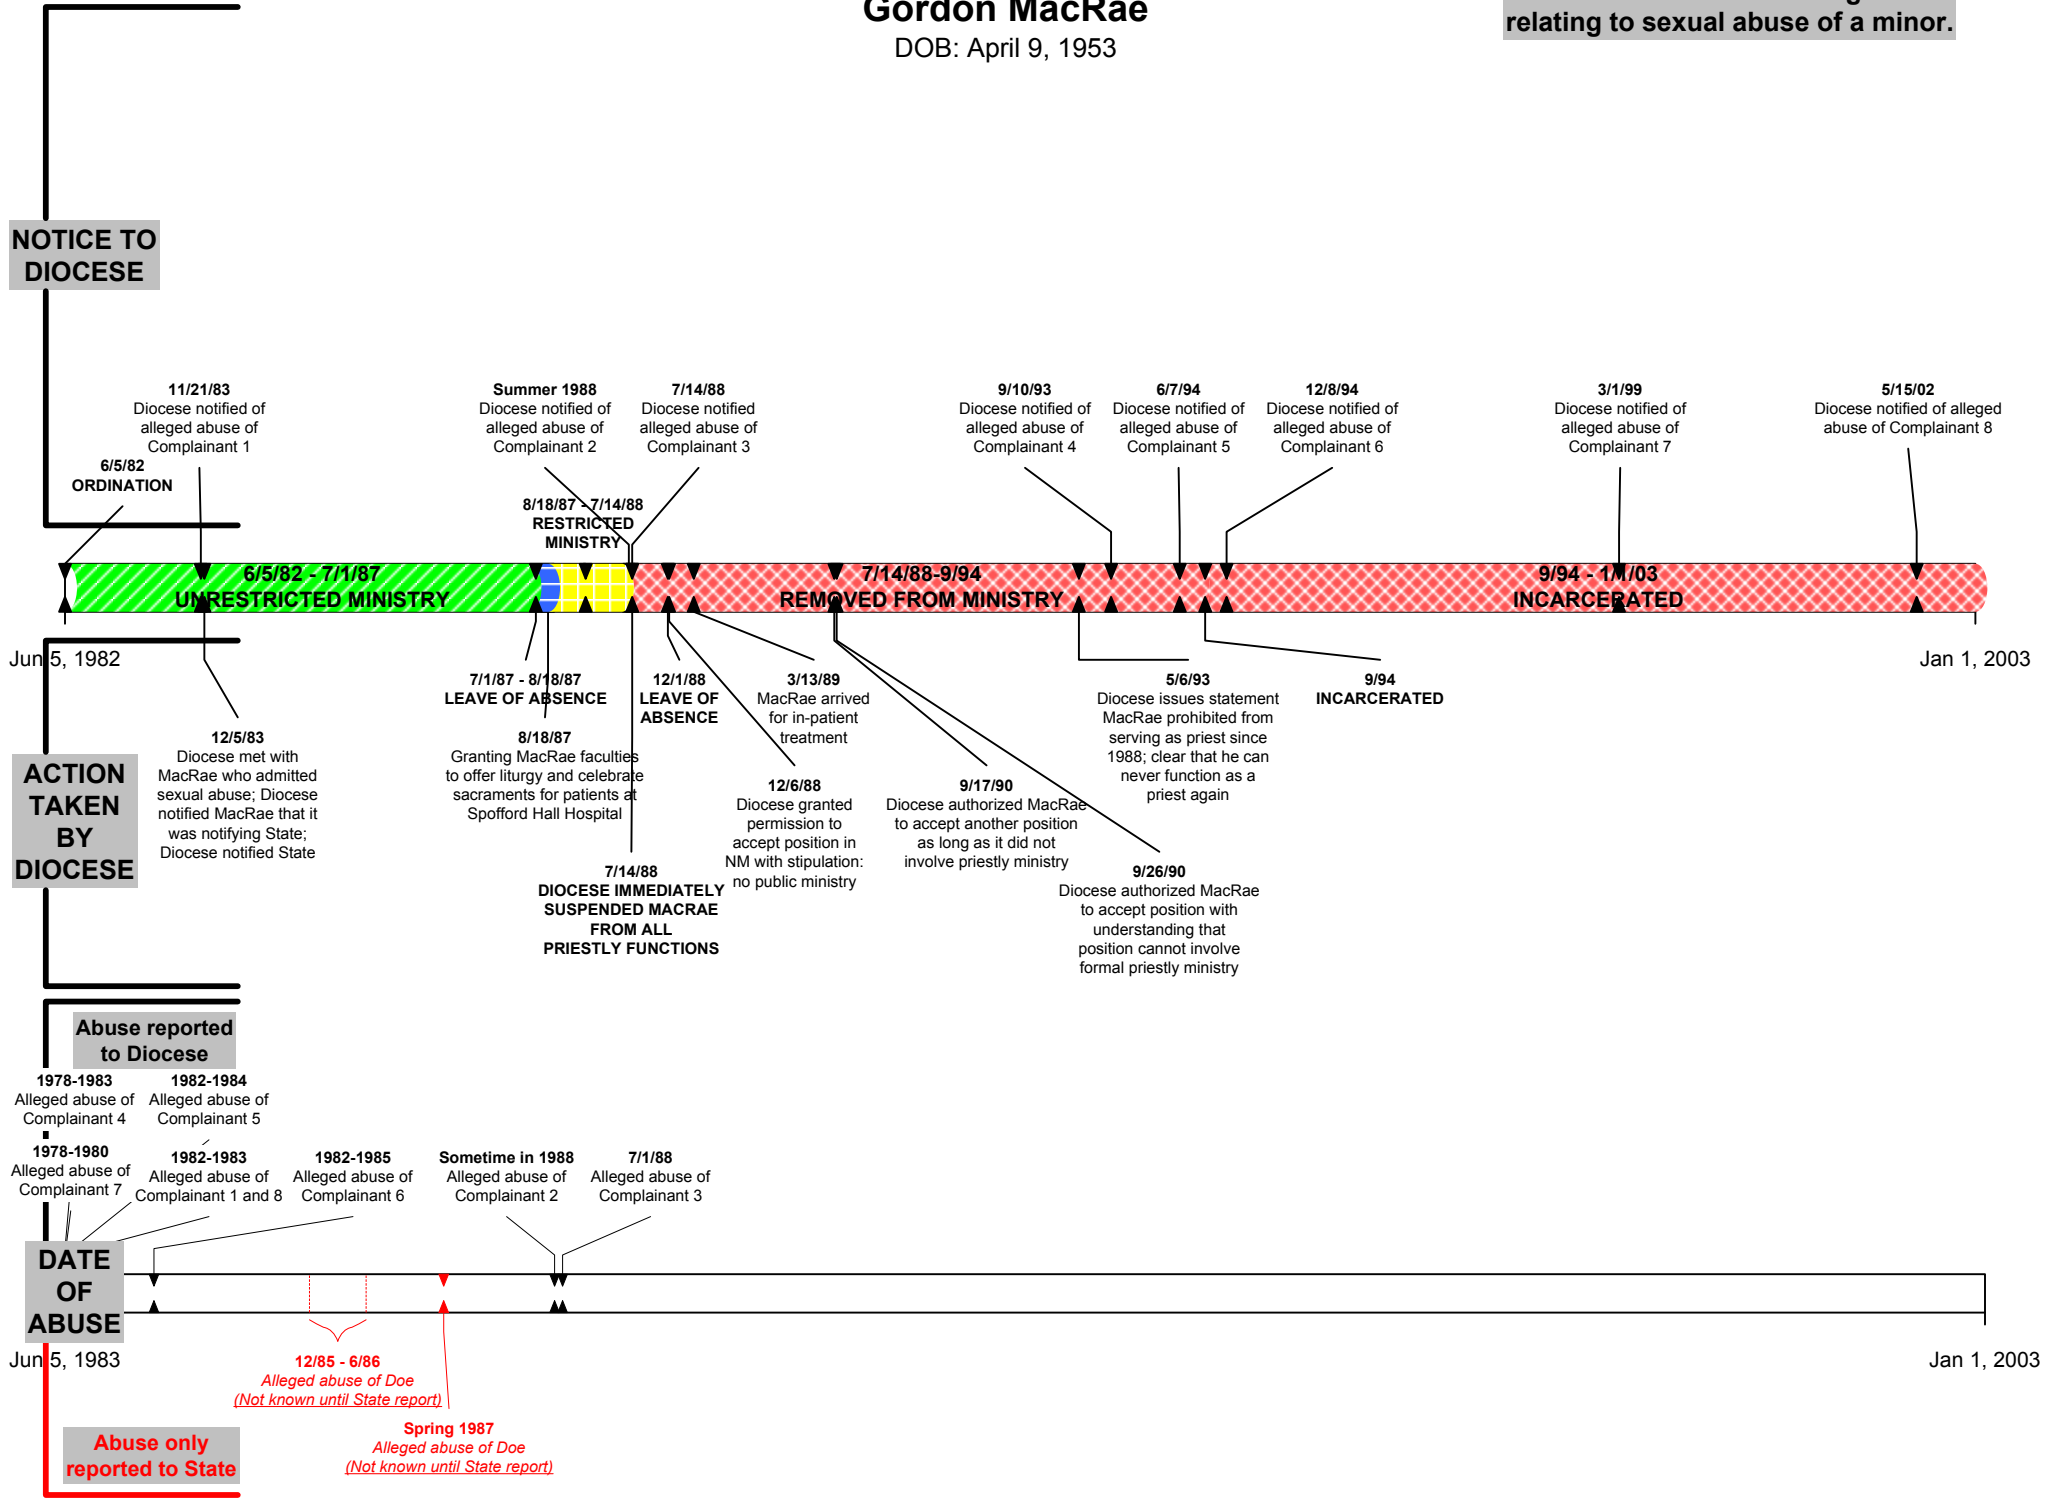 Gordon MacRae
DOB: April 9, 1953
relating to sexual abuse of a minor.
NOTICE TO
DIOCESE
11/21/83
Diocese notified of
alleged abuse of
Complainant 1
Summer 1988
Diocese notified of
alleged abuse of
Complainant 2
7/14/88
Diocese notified
alleged abuse of
Complainant 3
9/10/93
Diocese notified of
alleged abuse of
Complainant 4
6/7/94
Diocese notified of
alleged abuse of
Complainant 5
12/8/94
Diocese notified of
alleged abuse of
Complainant 6
3/1/99
Diocese notified of
alleged abuse of
Complainant 7
5/15/02
Diocese notified of alleged
abuse of Complainant 8
6/5/82
ORDINATION
8/18/87 - 7/14/88
RESTRICTED
MINISTRY
6/5/82 - 7/1/87
UNRESTRICTED MINISTRY
7/14/88-9/94
REMOVED FROM MINISTRY
9/94 - 1/1/03
INCARCERATED
Jun 5, 1982
Jan 1, 2003
ACTION
TAKEN
BY
DIOCESE
12/5/83
Diocese met with
MacRae who admitted
sexual abuse; Diocese
notified MacRae that it
was notifying State;
Diocese notified State
7/1/87 - 8/18/87
LEAVE OF ABSENCE
8/18/87
Granting MacRae faculties
to offer liturgy and celebrate
sacraments for patients at
Spofford Hall Hospital
7/14/88
DIOCESE IMMEDIATELY
SUSPENDED MACRAE
FROM ALL
PRIESTLY FUNCTIONS
12/1/88
LEAVE OF
ABSENCE
12/6/88
Diocese granted
permission to
accept position in
NM with stipulation:
no public ministry
3/13/89
MacRae arrived
for in-patient
treatment
9/17/90
Diocese authorized MacRae
to accept another position
as long as it did not
involve priestly ministry
9/26/90
Diocese authorized MacRae
to accept position with
understanding that
position cannot involve
formal priestly ministry
5/6/93
Diocese issues statement
MacRae prohibited from
serving as priest since
1988; clear that he can
never function as a
priest again
9/94
INCARCERATED
Abuse reported
to Diocese
1978-1983
Alleged abuse of
Complainant 4
1982-1984
Alleged abuse of
Complainant 5
1978-1980
Alleged abuse of
Complainant 7
1982-1983
Alleged abuse of
Complainant 1 and 8
1982-1985
Alleged abuse of
Complainant 6
Sometime in 1988
Alleged abuse of
Complainant 2
7/1/88
Alleged abuse of
Complainant 3
DATE
OF
ABUSE
Jun 5, 1983
Jan 1, 2003
12/85 - 6/86
Alleged abuse of Doe
(Not known until State report)
Spring 1987
Alleged abuse of Doe
(Not known until State report)
Abuse only
reported to State